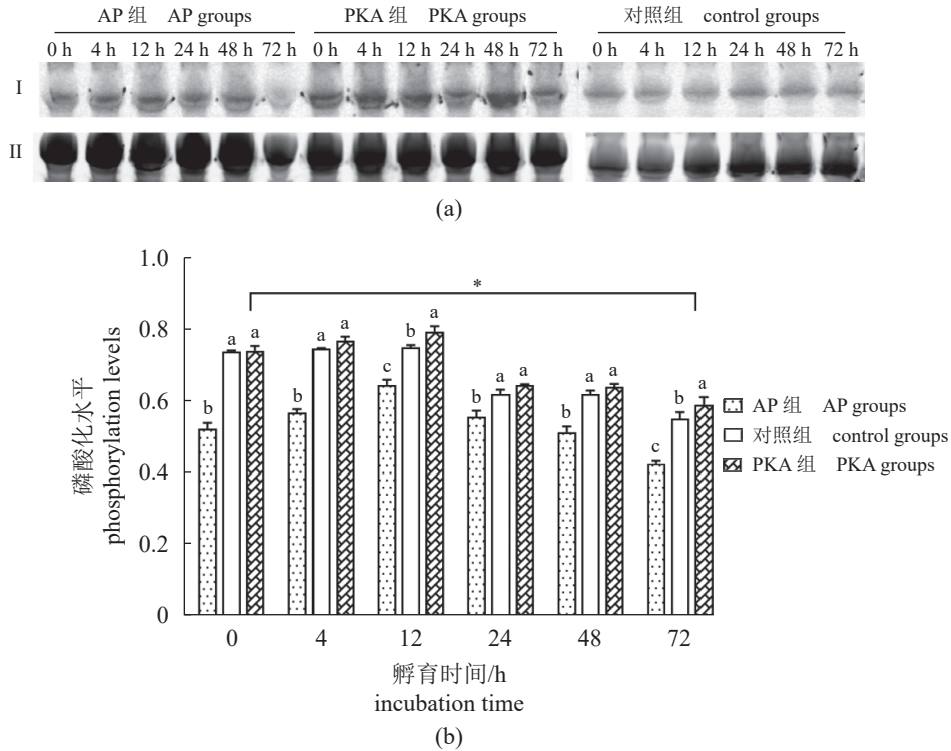 AP 组 AP groups
PKA 组 PKA groups
对照组 control groups
0 h 4 h 12 h 24 h 48 h 72 h 0 h 4 h 12 h 24 h 48 h 72 h 0 h 4 h 12 h 24 h 48 h 72 h
I
II
(a)
磷酸化水平
phosphorylation levels
1.0
0.8
0.6
0.4
0.2
0
*
b a a
b a a
c b a
b a a
b a a
c b a
0 4 12 24 48 72
孵育时间/h
incubation time
AP 组 AP groups
对照组 control groups
PKA 组 PKA groups
(b)